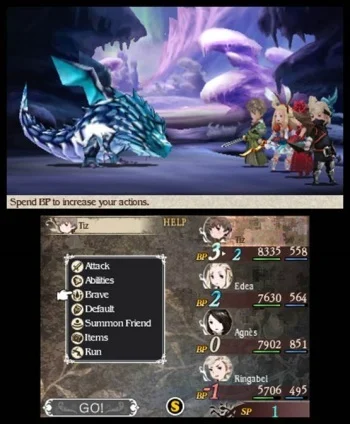 Spend BP to increase your actions.
Tiz
HELP
Attack
Abilities
Brave
Default
Summon Friend
Items
Run
GO!
S
Tiz
BP 3 2 8335 558
Edea
BP 2 7630 564
Agnès
BP 0 7902 851
Ringabel
BP -1 5706 495
SP 1